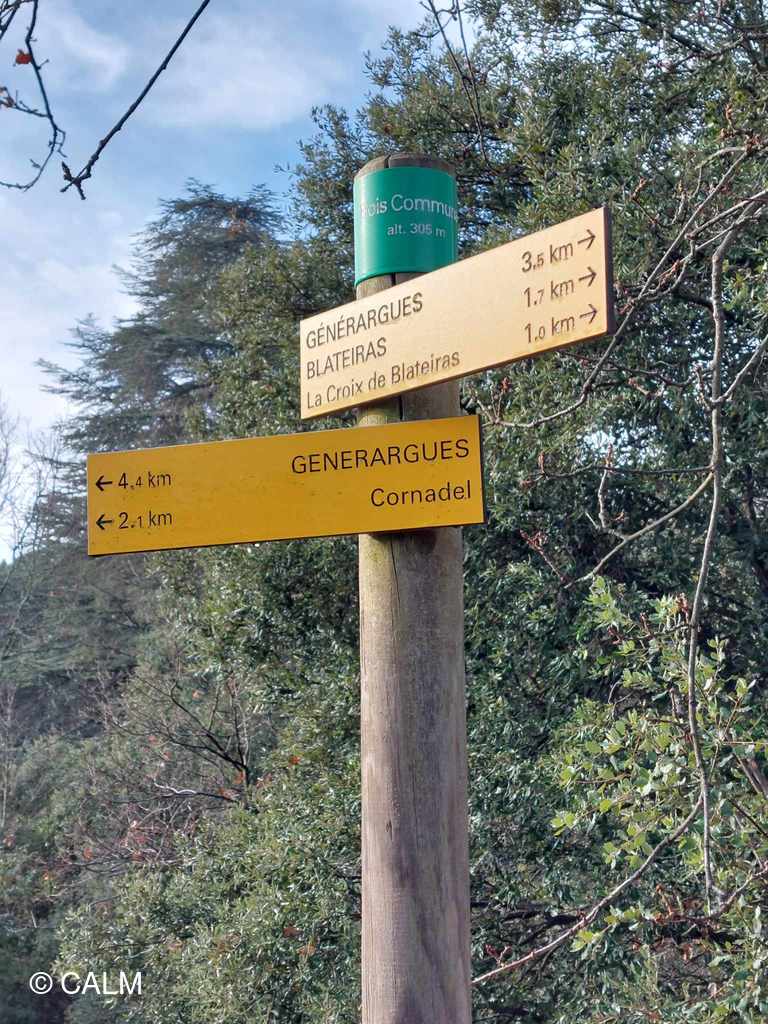 ois Commun
alt. 305 m
GÉNÉRARGUES 3.5 km →
BLATEIRAS 1.7 km →
La Croix de Blateiras 1.0 km →
← 4.4 km GENERARGUES
← 2.1 km Cornadel
© CALM